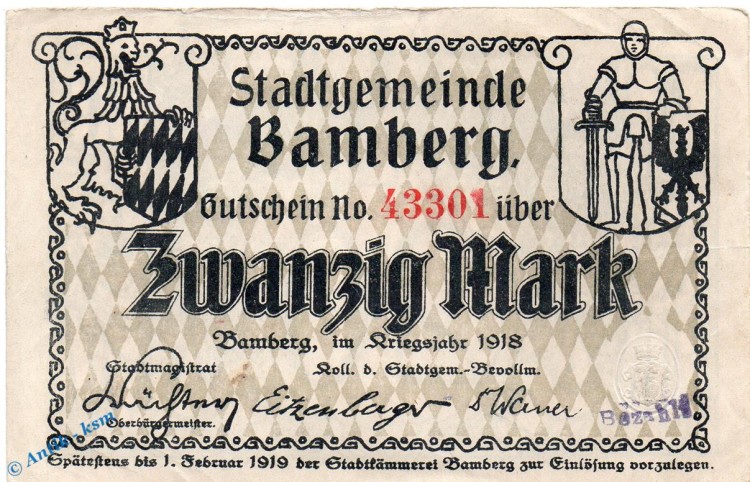 Stadtgemeinde
Bamberg.
Gutschein No. 43301 über
Zwanzig Mark
Bamberg, im Kriegsjahr 1918
Stadtmagistrat
Koll. d. Stadtgem.-Bevollm.
Oberbürgermeister.
Bezahlt
Spätestens bis 1. Februar 1919 der Stadtkämmerei Bamberg zur Einlösung vorzulegen.